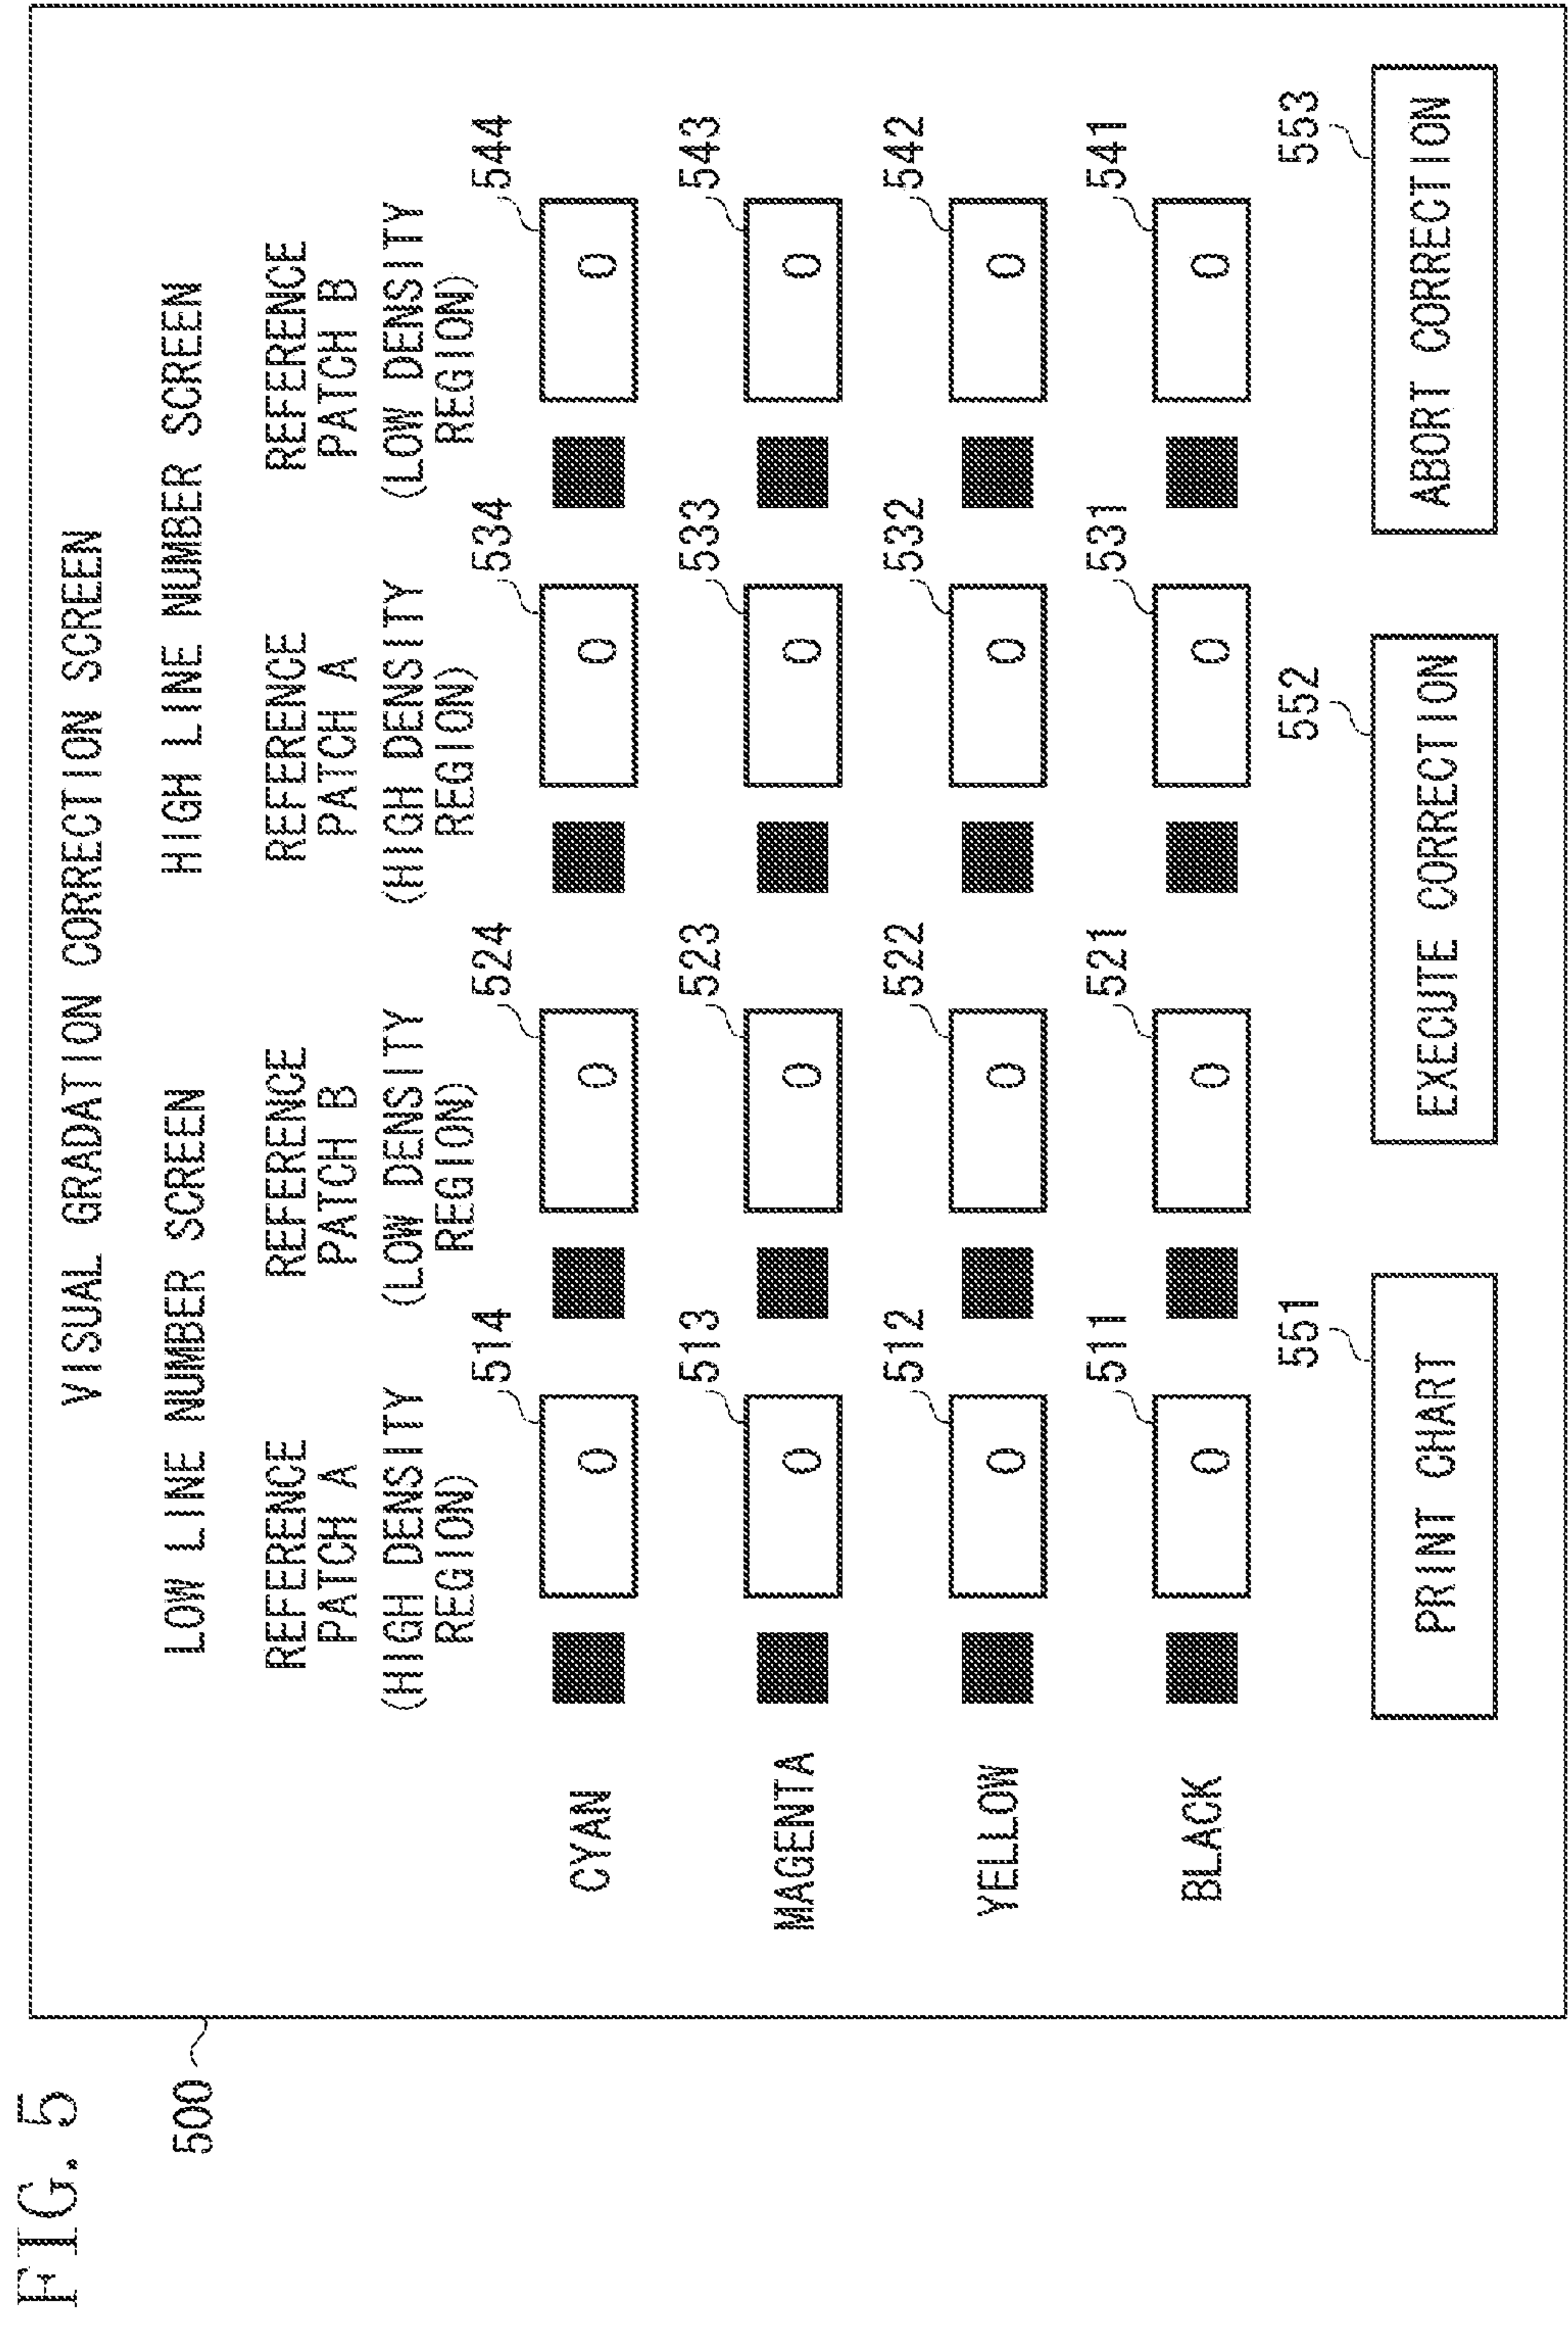 FIG. 5
500
VISUAL GRADATION CORRECTION SCREEN
LOW LINE NUMBER SCREEN
HIGH LINE NUMBER SCREEN
REFERENCE
PATCH A
(HIGH DENSITY
REGION)
REFERENCE
PATCH B
(LOW DENSITY
REGION)
REFERENCE
PATCH A
(HIGH DENSITY
REGION)
REFERENCE
PATCH B
(LOW DENSITY
REGION)
514 524 534 544
CYAN 0 0 0 0
513 523 533 543
MAGENTA 0 0 0 0
512 522 532 542
YELLOW 0 0 0 0
511 521 531 541
BLACK 0 0 0 0
551 552 553
PRINT CHART
EXECUTE CORRECTION
ABORT CORRECTION